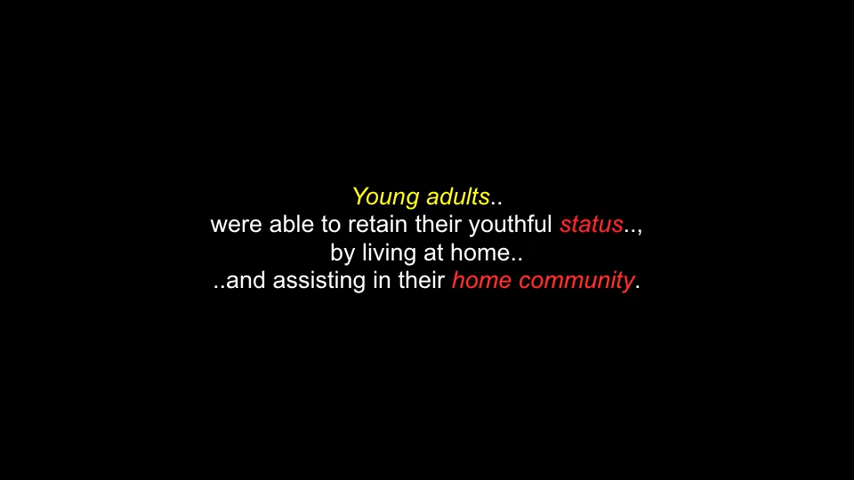 Young adults..
were able to retain their youthful status..,
by living at home..
..and assisting in their home community.